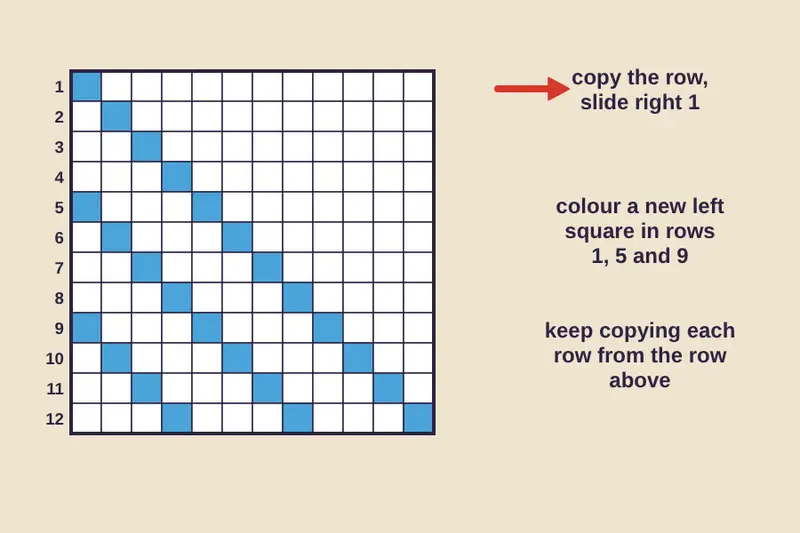 1
2
3
4
5
6
7
8
9
10
11
12
copy the row,
slide right 1
colour a new left
square in rows
1, 5 and 9
keep copying each
row from the row
above